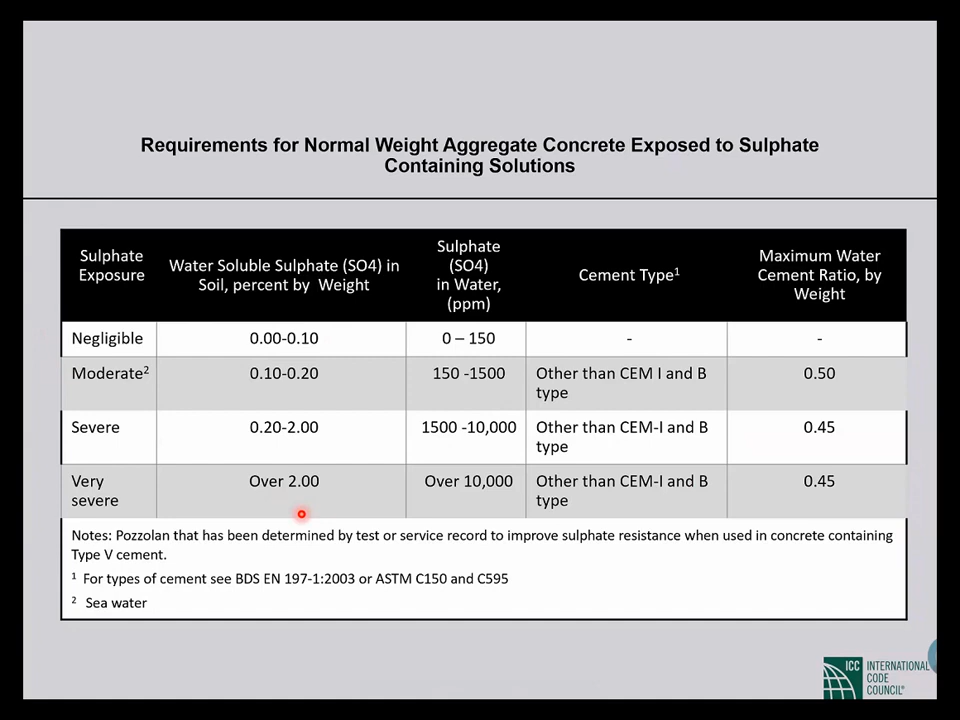 Requirements for Normal Weight Aggregate Concrete Exposed to Sulphate
Containing Solutions
Sulphate
Exposure
Water Soluble Sulphate (SO4) in
Soil, percent by Weight
Sulphate
(SO4)
in Water,
(ppm)
Cement Type¹
Maximum Water
Cement Ratio, by
Weight
Negligible
0.00-0.10
0 – 150
-
-
Moderate²
0.10-0.20
150 -1500
Other than CEM I and B
type
0.50
Severe
0.20-2.00
1500 -10,000
Other than CEM-I and B
type
0.45
Very
severe
Over 2.00
Over 10,000
Other than CEM-I and B
type
0.45
Notes: Pozzolan that has been determined by test or service record to improve sulphate resistance when used in concrete containing
Type V cement.
¹ For types of cement see BDS EN 197-1:2003 or ASTM C150 and C595
² Sea water
ICC
INTERNATIONAL
CODE
COUNCIL®